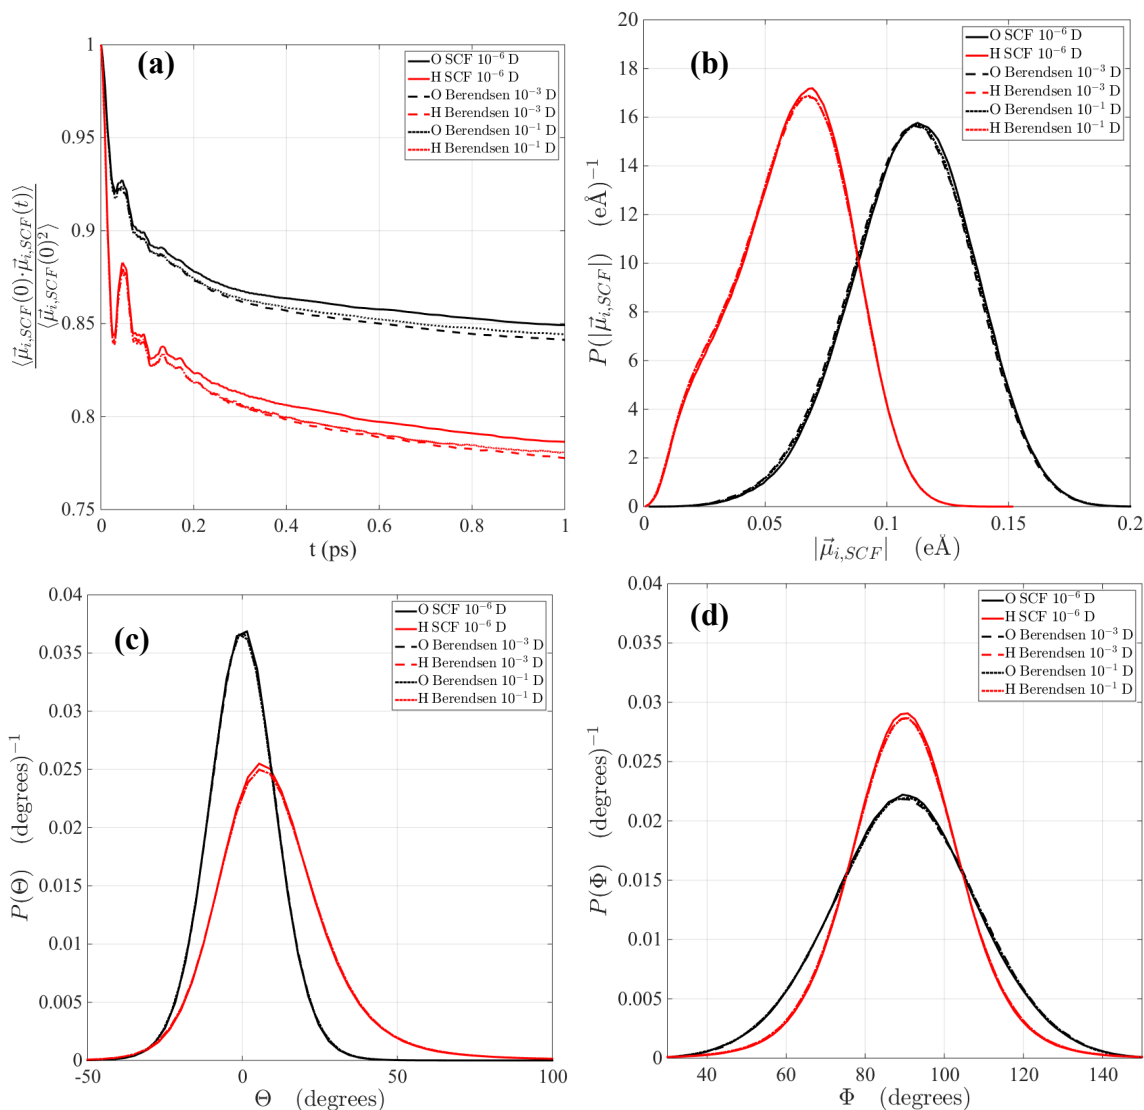 (a)
O SCF 10⁻⁶ D
H SCF 10⁻⁶ D
O Berendsen 10⁻³ D
H Berendsen 10⁻³ D
O Berendsen 10⁻¹ D
H Berendsen 10⁻¹ D
1
0.95
0.9
0.85
0.8
0.75
⟨μ⃗ᵢ,SCF(0)·μ⃗ᵢ,SCF(t)⟩
⟨μ⃗ᵢ,SCF(0)²⟩
0 0.2 0.4 0.6 0.8 1
t (ps)
(b)
O SCF 10⁻⁶ D
H SCF 10⁻⁶ D
O Berendsen 10⁻³ D
H Berendsen 10⁻³ D
O Berendsen 10⁻¹ D
H Berendsen 10⁻¹ D
20
18
16
14
12
10
8
6
4
2
0
P(|μ⃗ᵢ,SCF|) (eÅ)⁻¹
0 0.05 0.1 0.15 0.2
|μ⃗ᵢ,SCF| (eÅ)
(c)
O SCF 10⁻⁶ D
H SCF 10⁻⁶ D
O Berendsen 10⁻³ D
H Berendsen 10⁻³ D
O Berendsen 10⁻¹ D
H Berendsen 10⁻¹ D
0.04
0.035
0.03
0.025
0.02
0.015
0.01
0.005
0
P(Θ) (degrees)⁻¹
-50 0 50 100
Θ (degrees)
(d)
O SCF 10⁻⁶ D
H SCF 10⁻⁶ D
O Berendsen 10⁻³ D
H Berendsen 10⁻³ D
O Berendsen 10⁻¹ D
H Berendsen 10⁻¹ D
0.04
0.035
0.03
0.025
0.02
0.015
0.01
0.005
0
P(Φ) (degrees)⁻¹
40 60 80 100 120 140
Φ (degrees)